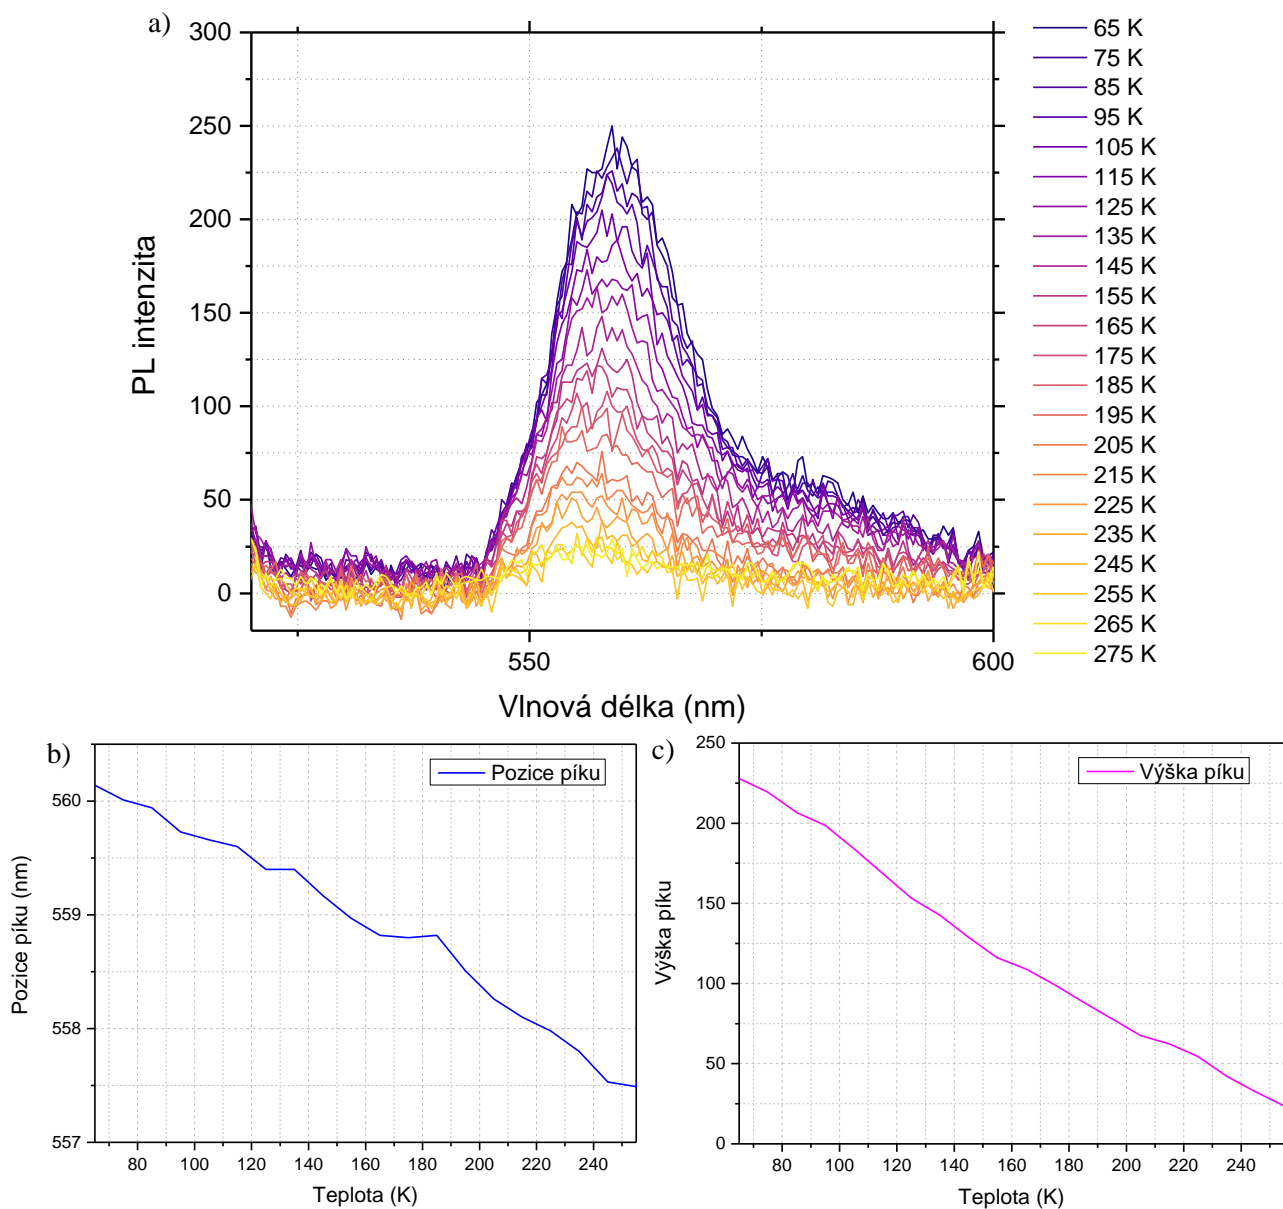 a)
300
250
200
150
100
50
0
PL intenzita
550
600
Vlnová délka (nm)
65 K
75 K
85 K
95 K
105 K
115 K
125 K
135 K
145 K
155 K
165 K
175 K
185 K
195 K
205 K
215 K
225 K
235 K
245 K
255 K
265 K
275 K
b)
Pozice píku
560
559
558
557
Pozice píku (nm)
80 100 120 140 160 180 200 220 240
Teplota (K)
c)
Výška píku
250
200
150
100
50
0
Výška píku
80 100 120 140 160 180 200 220 240
Teplota (K)